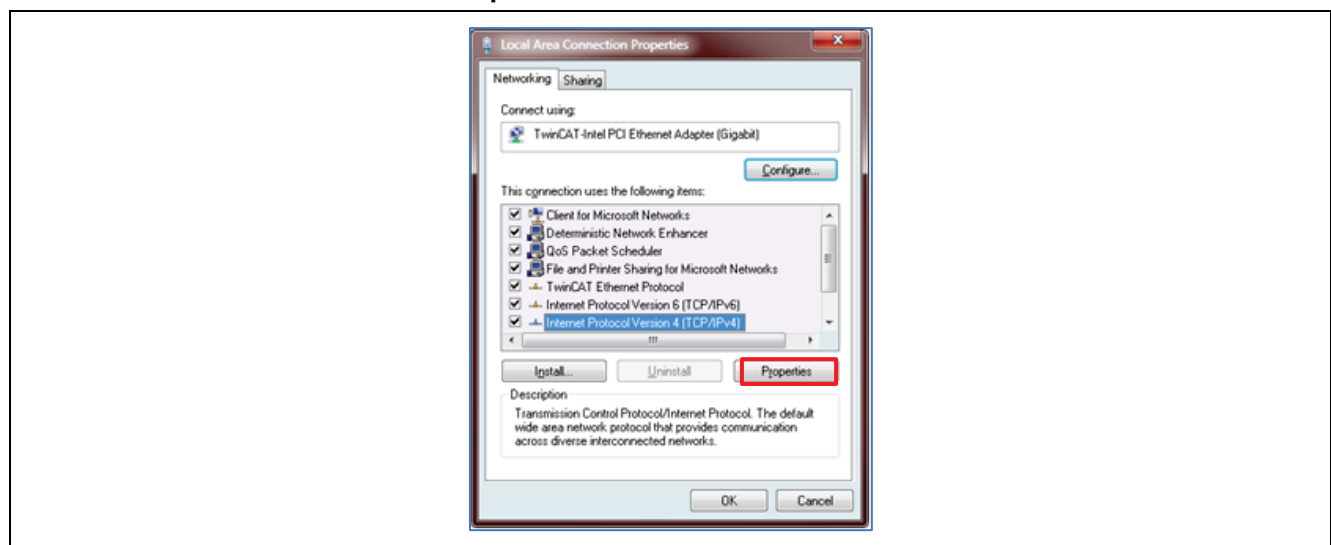 Local Area Connection Properties
Networking
Sharing
Connect using:
TwinCAT-Intel PCI Ethernet Adapter (Gigabit)
Configure...
This connection uses the following items:
Client for Microsoft Networks
Deterministic Network Enhancer
QoS Packet Scheduler
File and Printer Sharing for Microsoft Networks
TwinCAT Ethernet Protocol
Internet Protocol Version 6 (TCP/IPv6)
Internet Protocol Version 4 (TCP/IPv4)
Install...
Uninstall
Properties
Description
Transmission Control Protocol/Internet Protocol. The default
wide area network protocol that provides communication
across diverse interconnected networks.
OK
Cancel